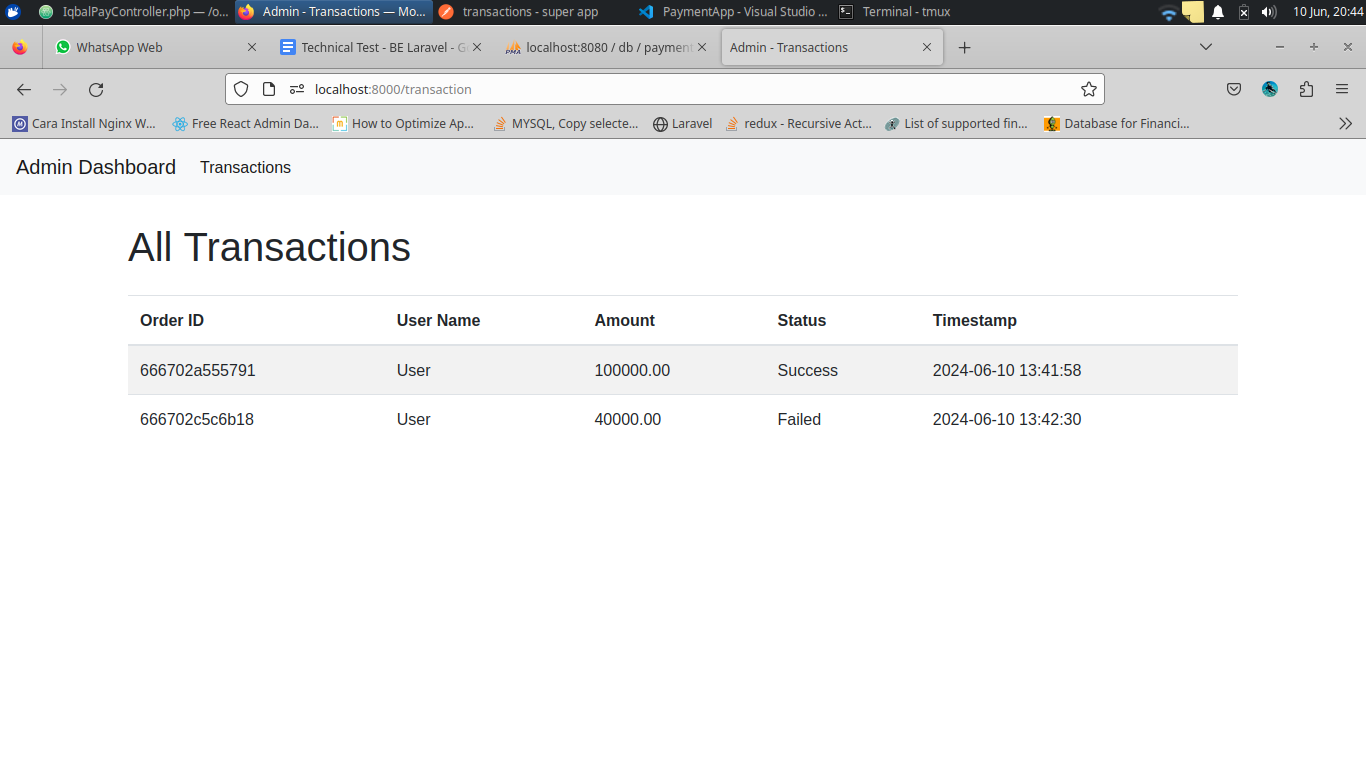 IqbalPayController.php — /o... Admin - Transactions — Mo... transactions - super app PaymentApp - Visual Studio ... Terminal - tmux 10 Jun, 20:44
WhatsApp Web Technical Test - BE Laravel - G localhost:8080 / db / payment Admin - Transactions
localhost:8000/transaction
Cara Install Nginx W... Free React Admin Da... How to Optimize Ap... MYSQL, Copy selecte... Laravel redux - Recursive Act... List of supported fin... Database for Financi...
Admin Dashboard Transactions
All Transactions
Order ID User Name Amount Status Timestamp
666702a555791 User 100000.00 Success 2024-06-10 13:41:58
666702c5c6b18 User 40000.00 Failed 2024-06-10 13:42:30